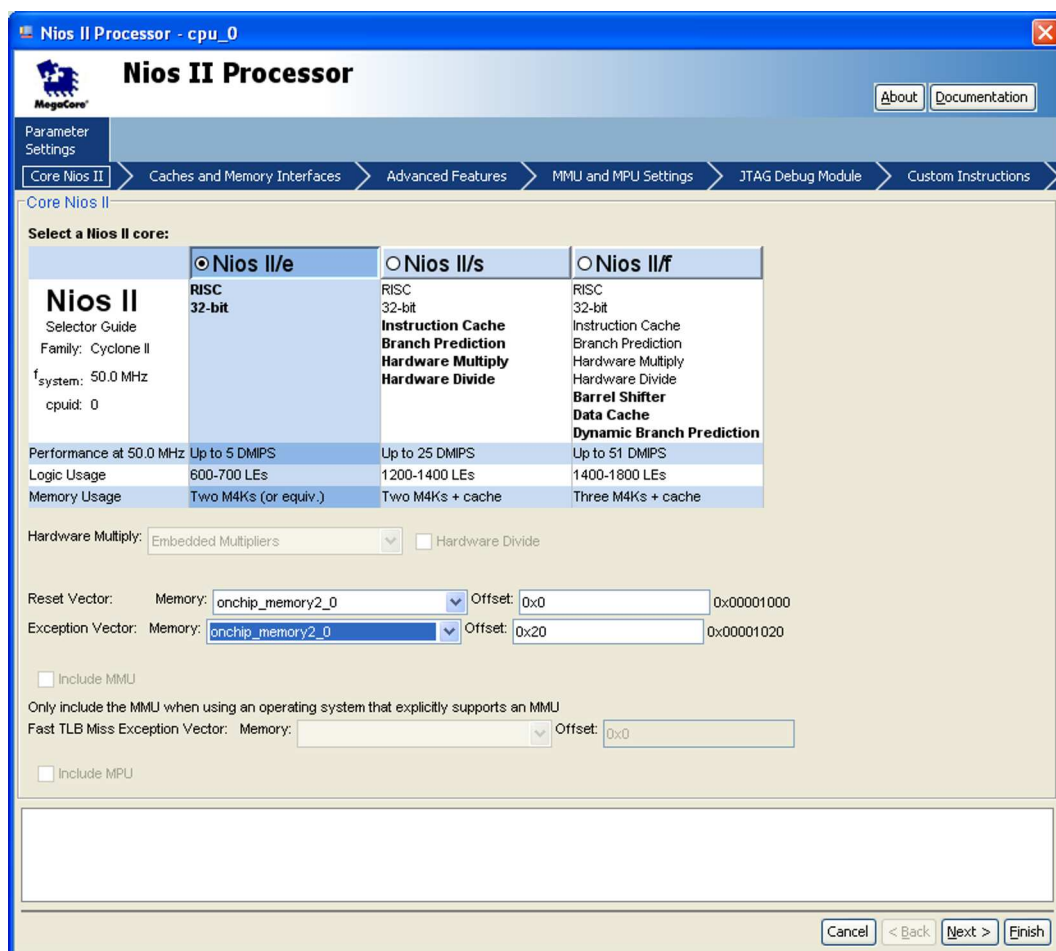 Nios II Processor - cpu_0
MegaCore®
Nios II Processor
About
Documentation
Parameter
Settings
Core Nios II
Caches and Memory Interfaces
Advanced Features
MMU and MPU Settings
JTAG Debug Module
Custom Instructions
Core Nios II
Select a Nios II core:
Nios II/e
Nios II/s
Nios II/f
Nios II
Selector Guide
Family: Cyclone II
fsystem: 50.0 MHz
cpuid: 0
RISC
32-bit
RISC
32-bit
Instruction Cache
Branch Prediction
Hardware Multiply
Hardware Divide
RISC
32-bit
Instruction Cache
Branch Prediction
Hardware Multiply
Hardware Divide
Barrel Shifter
Data Cache
Dynamic Branch Prediction
Performance at 50.0 MHz Up to 5 DMIPS Up to 25 DMIPS Up to 51 DMIPS
Logic Usage 600-700 LEs 1200-1400 LEs 1400-1800 LEs
Memory Usage Two M4Ks (or equiv.) Two M4Ks + cache Three M4Ks + cache
Hardware Multiply: Embedded Multipliers Hardware Divide
Reset Vector: Memory: onchip_memory2_0 Offset: 0x0 0x00001000
Exception Vector: Memory: onchip_memory2_0 Offset: 0x20 0x00001020
Include MMU
Only include the MMU when using an operating system that explicitly supports an MMU
Fast TLB Miss Exception Vector: Memory: Offset: 0x0
Include MPU
Cancel < Back Next > Finish